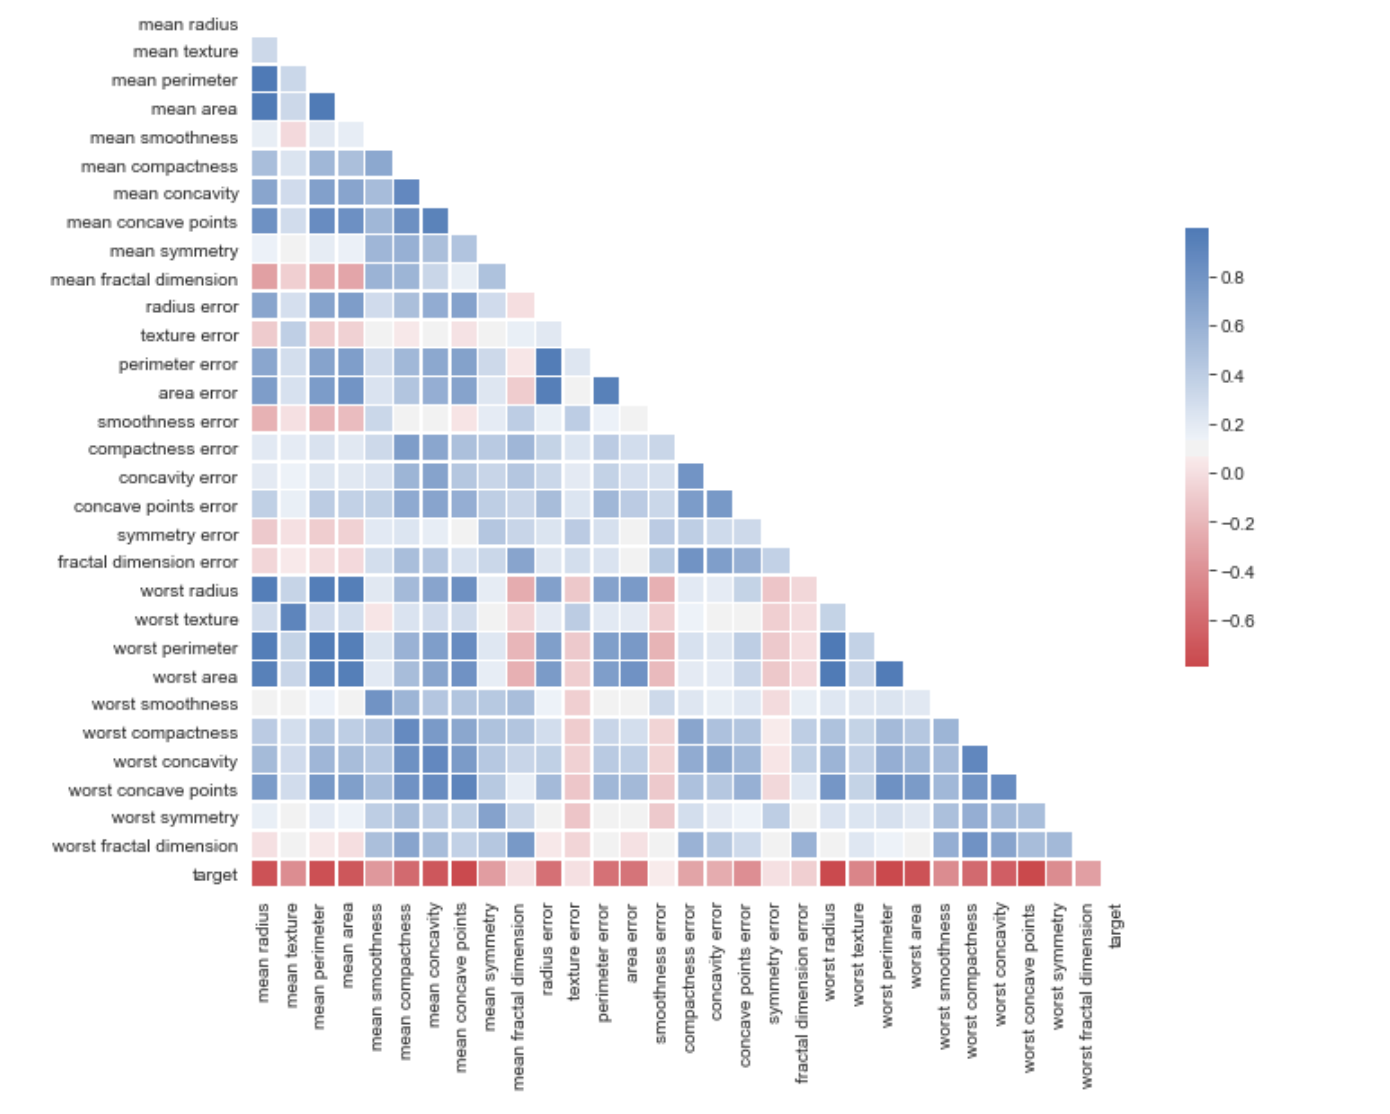 mean radius
mean texture
mean perimeter
mean area
mean smoothness
mean compactness
mean concavity
mean concave points
mean symmetry
mean fractal dimension
radius error
texture error
perimeter error
area error
smoothness error
compactness error
concavity error
concave points error
symmetry error
fractal dimension error
worst radius
worst texture
worst perimeter
worst area
worst smoothness
worst compactness
worst concavity
worst concave points
worst symmetry
worst fractal dimension
target
mean radius
mean texture
mean perimeter
mean area
mean smoothness
mean compactness
mean concavity
mean concave points
mean symmetry
mean fractal dimension
radius error
texture error
perimeter error
area error
smoothness error
compactness error
concavity error
concave points error
symmetry error
fractal dimension error
worst radius
worst texture
worst perimeter
worst area
worst smoothness
worst compactness
worst concavity
worst concave points
worst symmetry
worst fractal dimension
target
0.8
0.6
0.4
0.2
0.0
−0.2
−0.4
−0.6